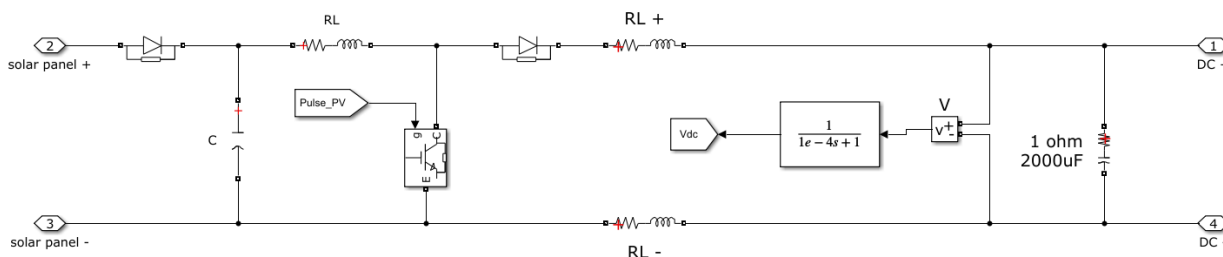 RL
RL +
2
solar panel +
1
DC -
Pulse_PV
g
C
E
C
Vdc
1
1e − 4s + 1
V
v
+
-
1 ohm
2000uF
3
solar panel -
RL -
4
DC -